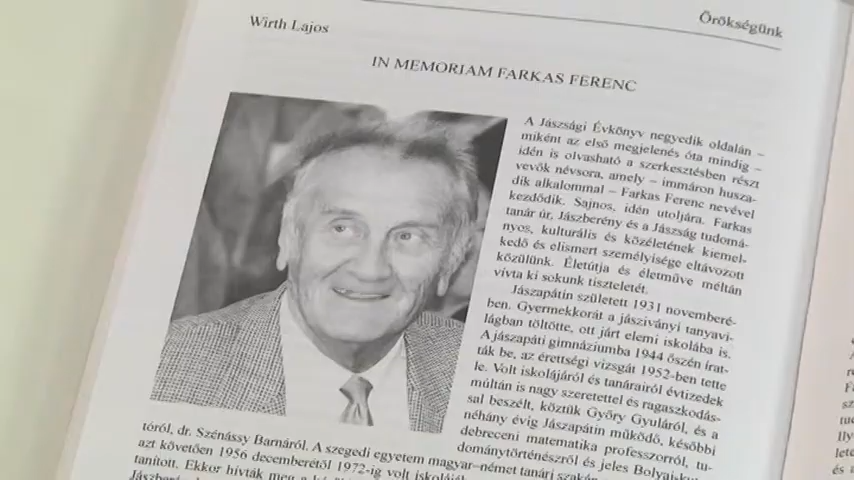 Wirth Lajos
Örökségünk
IN MEMORIAM FARKAS FERENC
A Jászsági Évkönyv negyedik oldalán –
miként az első megjelenés óta mindig –
idén is olvasható a szerkesztésben részt
vevők névsora, amely – immáron husza-
dik alkalommal – Farkas Ferenc nevével
kezdődik. Sajnos, idén utoljára. Farkas
tanár úr, Jászberény és a Jászság tudomá-
nyos, kulturális és közéletének kiemel-
kedő és elismert személyisége eltávozott
közülünk. Életútja és életműve méltán
vívta ki sokunk tiszteletét.
Jászapátin született 1931 novemberé-
ben. Gyermekkorát a jásziványi tanyavi-
lágban töltötte, ott járt elemi iskolába is.
A jászapáti gimnáziumba 1944 őszén írat-
ták be, az érettségi vizsgát 1952-ben tette
le. Volt iskolájáról és tanárairól évtizedek
múltán is nagy szeretettel és ragaszkodás-
sal beszélt, köztük Győry Gyuláról, és a
néhány évig Jászapátin működő, későbbi
debreceni matematika professzorról, tu-
dománytörténészről és jeles Bolyaisku-
tóról, dr. Szénássy Barnáról. A szegedi egyetem magyar–német tanári szakán
azt követően 1956 decemberétől 1972-ig volt iskolájá
tanított. Ekkor hívták meg a